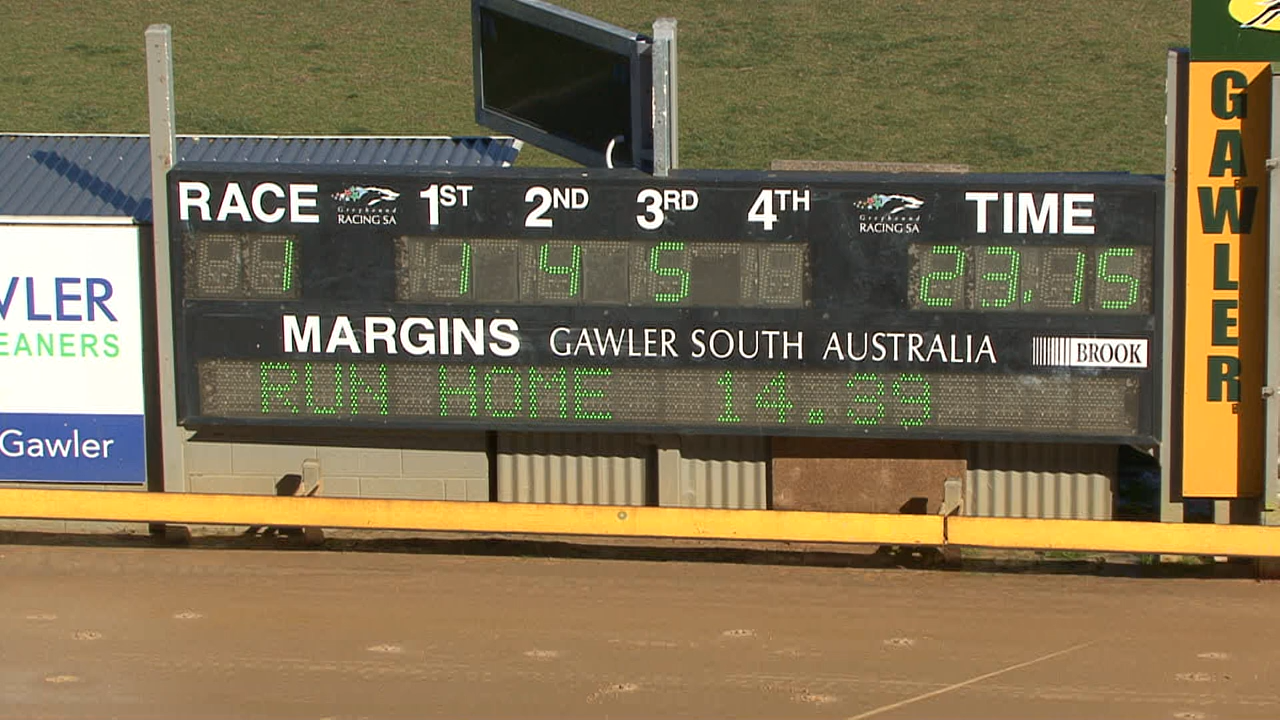 RACE Greyhound RACING SA 1ST 2ND 3RD 4TH Greyhound RACING SA TIME
1 1 4 5 23.15
MARGINS GAWLER SOUTH AUSTRALIA BROOK
RUN HOME 14.39
WLER
EANERS
Gawler
GAWLER